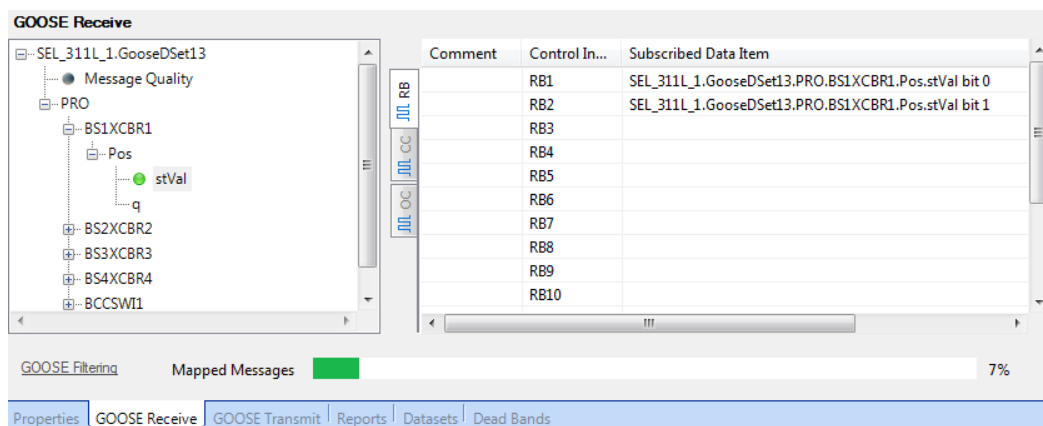 GOOSE Receive
SEL_311L_1.GooseDSet13
Message Quality
PRO
BS1XCBR1
Pos
stVal
q
BS2XCBR2
BS3XCBR3
BS4XCBR4
BCCSWI1
RB
CC
OC
Comment Control In... Subscribed Data Item
RB1 SEL_311L_1.GooseDSet13.PRO.BS1XCBR1.Pos.stVal bit 0
RB2 SEL_311L_1.GooseDSet13.PRO.BS1XCBR1.Pos.stVal bit 1
RB3
RB4
RB5
RB6
RB7
RB8
RB9
RB10
GOOSE Filtering Mapped Messages 7%
Properties GOOSE Receive GOOSE Transmit Reports Datasets Dead Bands